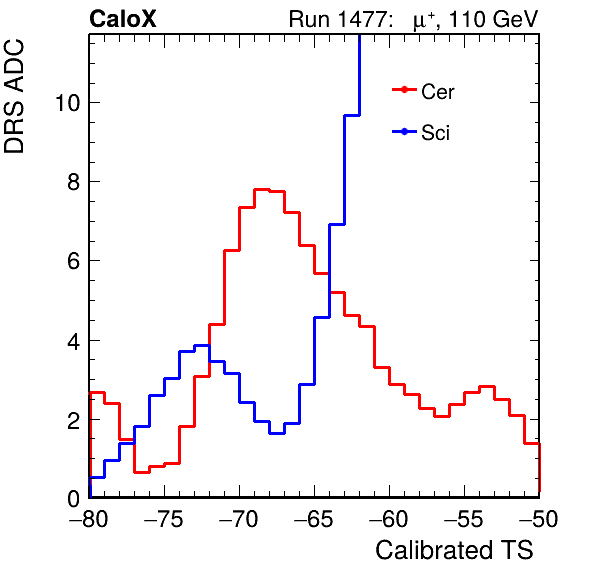 CaloX Run 1477: μ⁺, 110 GeV
DRS ADC
Cer
Sci
10
8
6
4
2
0
−80 −75 −70 −65 −60 −55 −50
Calibrated TS